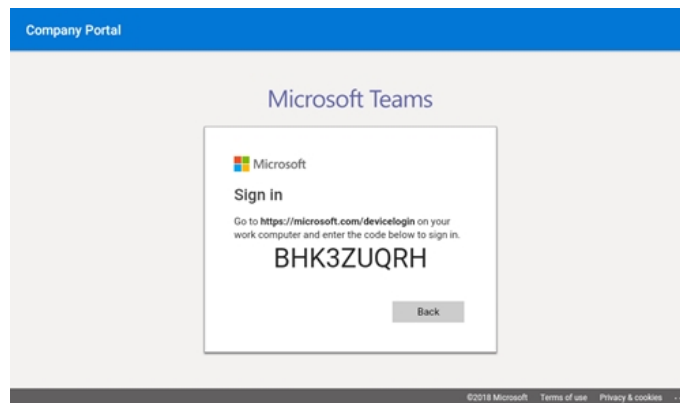 Company Portal
Microsoft Teams
Microsoft
Sign in
Go to https://microsoft.com/devicelogin on your
work computer and enter the code below to sign in.
BHK3ZUQRH
Back
©2018 Microsoft Terms of use Privacy & cookies